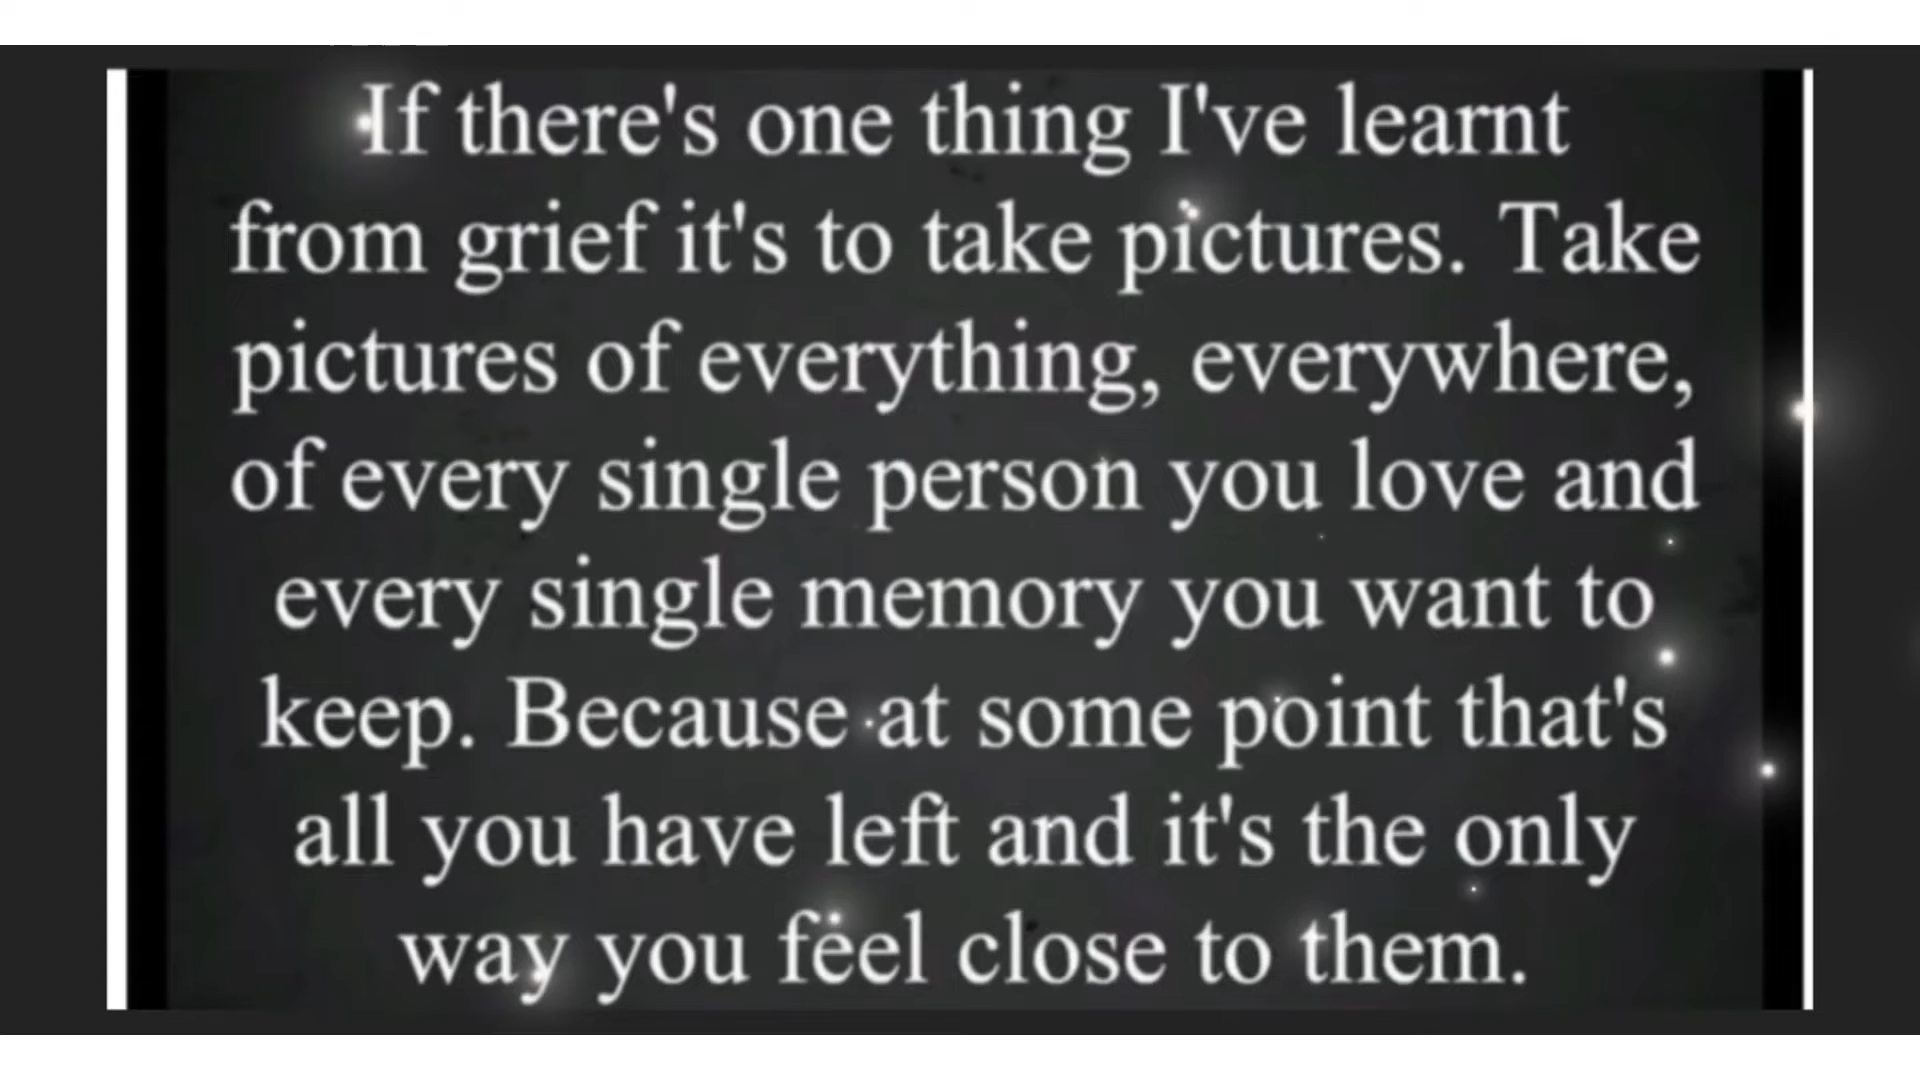 If there's one thing I've learnt
from grief it's to take pictures. Take
pictures of everything, everywhere,
of every single person you love and
every single memory you want to
keep. Because at some point that's
all you have left and it's the only
way you feel close to them.